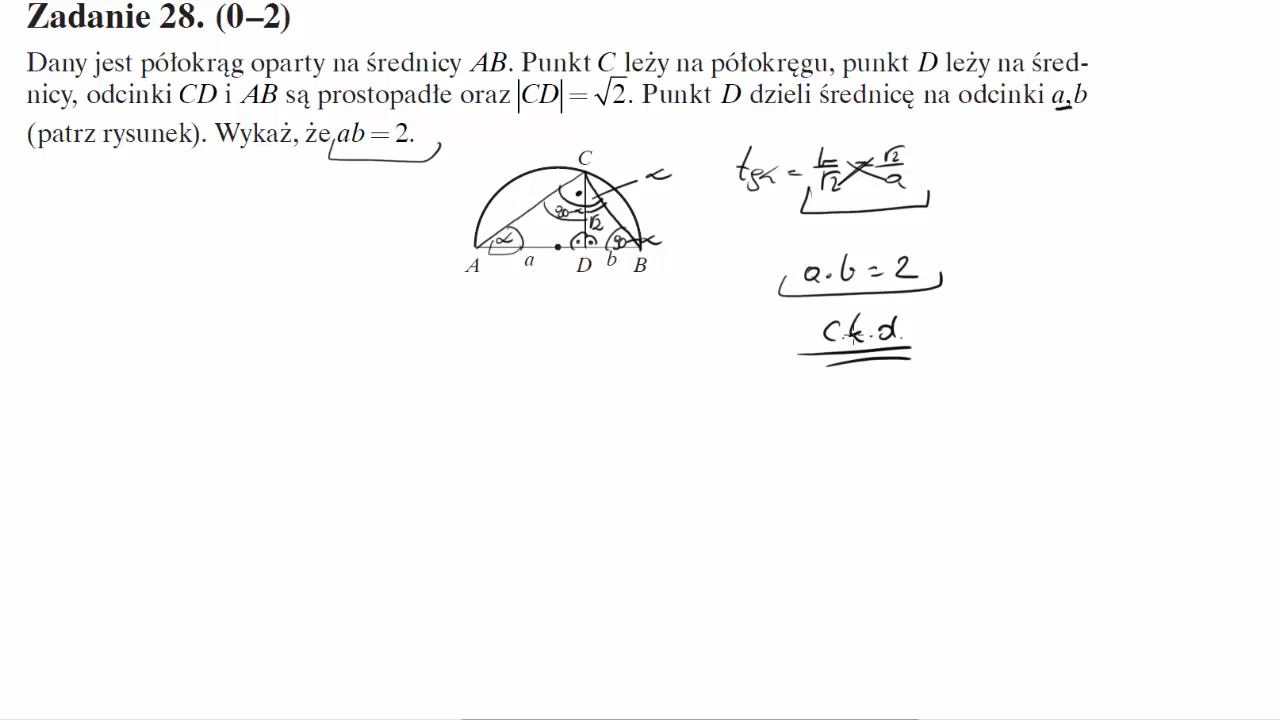 Zadanie 28. (0–2)
Dany jest półokrąg oparty na średnicy AB. Punkt C leży na półokręgu, punkt D leży na śred-
nicy, odcinki CD i AB są prostopadłe oraz |CD| = √2. Punkt D dzieli średnicę na odcinki a, b
(patrz rysunek). Wykaż, że ab = 2.
C
α
90-α
√2
α
90-α
A
a
D
b
B
tgα = b/√2 = √2/a
a·b = 2
c.k.d.